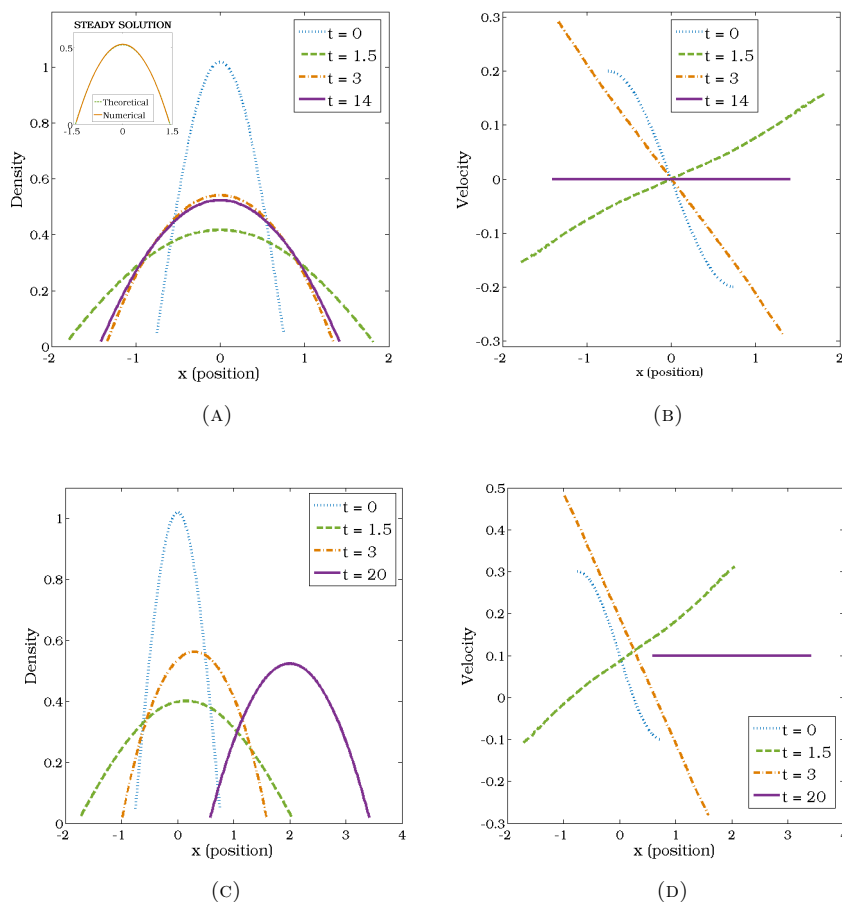 STEADY SOLUTION
0.5
0
-1.5
0
1.5
Theoretical
Numerical
t = 0
t = 1.5
t = 3
t = 14
1
0.8
0.6
0.4
0.2
0
Density
-2
-1
0
1
2
x (position)
(A)
0.3
0.2
0.1
0
-0.1
-0.2
-0.3
Velocity
t = 0
t = 1.5
t = 3
t = 14
-1
0
1
2
x (position)
(B)
1
0.8
0.6
0.4
0.2
0
Density
t = 0
t = 1.5
t = 3
t = 20
-2
-1
0
1
2
3
4
x (position)
(C)
0.5
0.4
0.3
0.2
0.1
0
-0.1
-0.2
-0.3
Velocity
t = 0
t = 1.5
t = 3
t = 20
-2
-1
0
1
2
3
4
x (position)
(D)